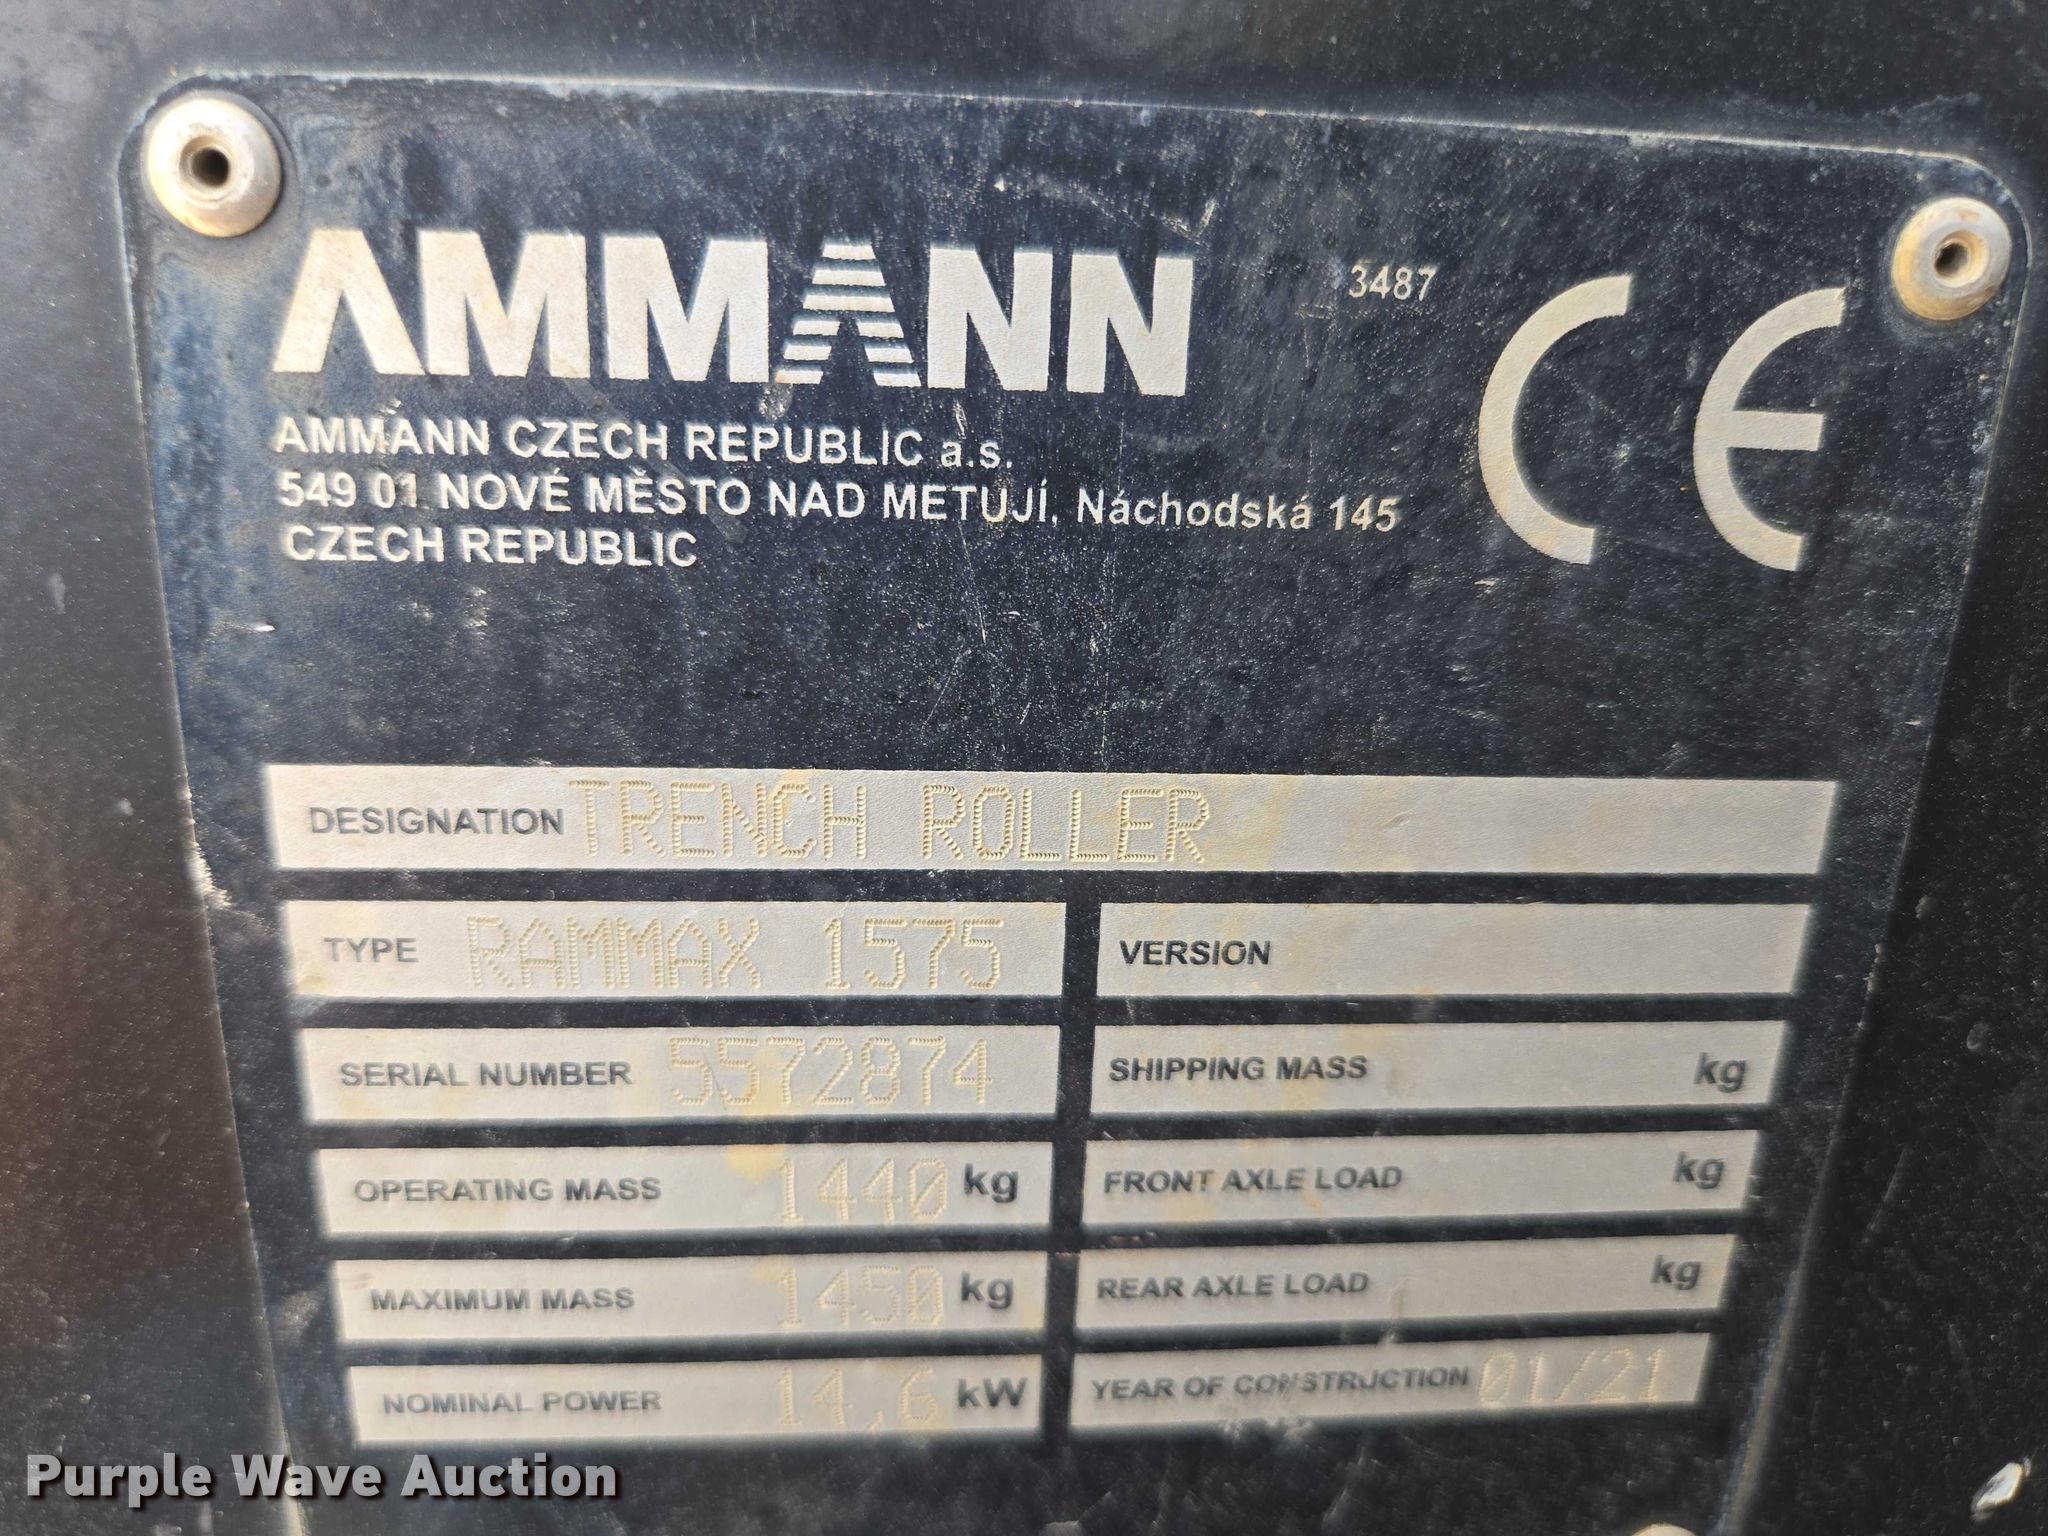 AMMANN
3487
CE
AMMANN CZECH REPUBLIC a.s.
549 01 NOVÉ MĚSTO NAD METUJÍ, Náchodská 145
CZECH REPUBLIC
DESIGNATION TRENCH ROLLER
TYPE RAMMAX 1575
VERSION
SERIAL NUMBER 5572874
SHIPPING MASS kg
OPERATING MASS 1440 kg
FRONT AXLE LOAD kg
MAXIMUM MASS 1450 kg
REAR AXLE LOAD kg
NOMINAL POWER 14,6 kW
YEAR OF CONSTRUCTION 01/21
Purple Wave Auction